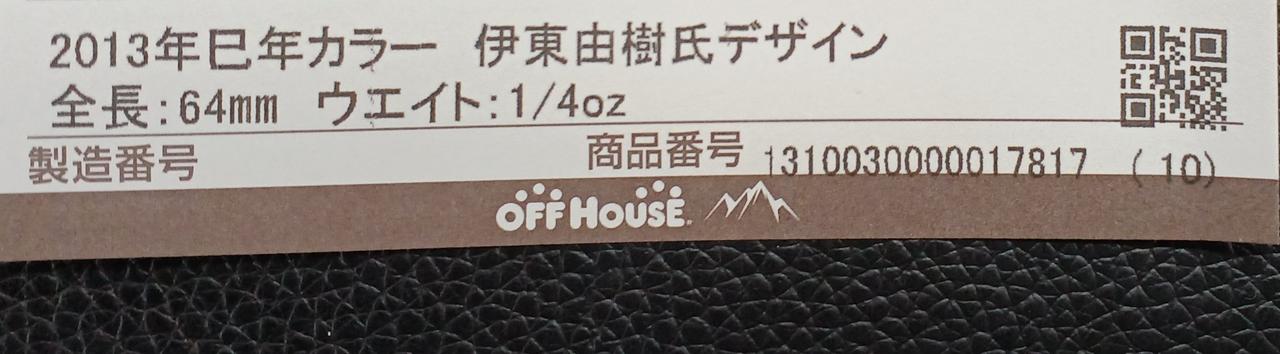 2013年巳年カラー 伊東由樹氏デザイン
全長:64mm ウエイト:1/4oz
製造番号 商品番号 1310030000017817 (10)
OFF HOUSE